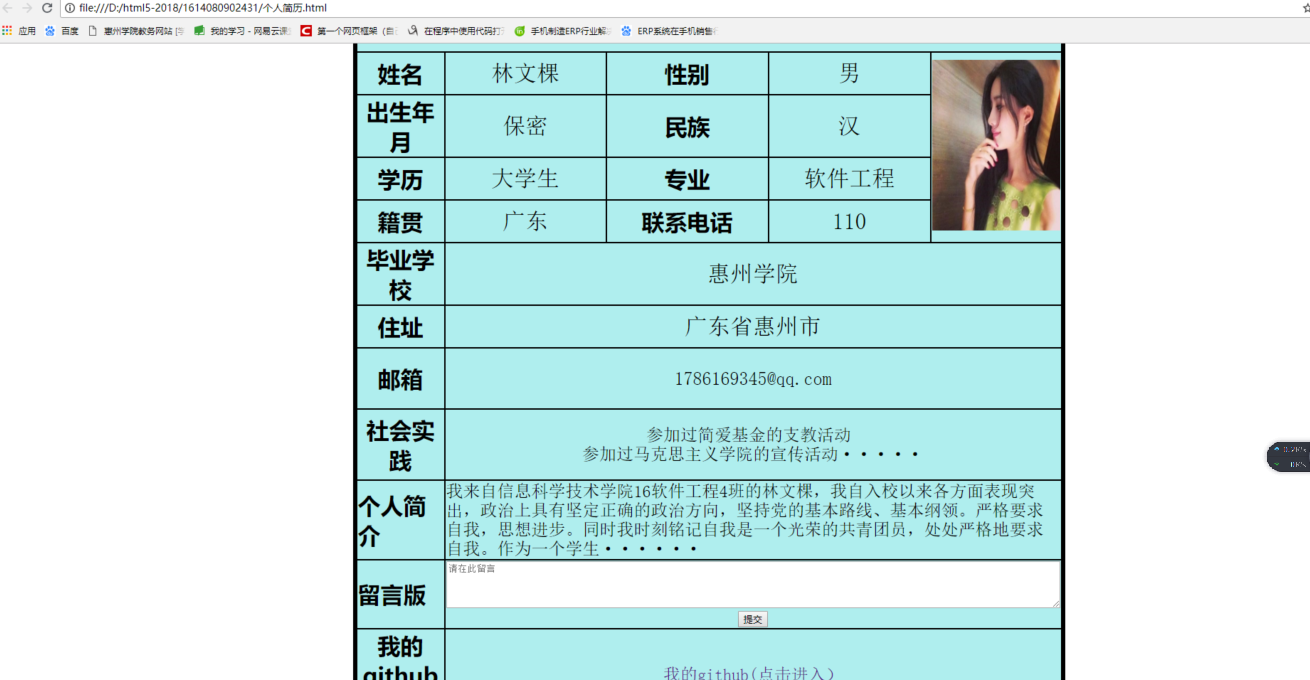 file:///D:/html5-2018/1614080902431/个人简历.html
应用 百度 惠州学院教务网站 [ 我的学习 - 网易云课 第一个网页框架（自 在程序中使用代码打 手机制造ERP行业解 ERP系统在手机销售
姓名 林文棵 性别 男
出生年月 保密 民族 汉
学历 大学生 专业 软件工程
籍贯 广东 联系电话 110
毕业学校 惠州学院
住址 广东省惠州市
邮箱 1786169345@qq.com
社会实践
参加过简爱基金的支教活动
参加过马克思主义学院的宣传活动·····
个人简介
我来自信息科学技术学院16软件工程4班的林文棵，我自入校以来各方面表现突
出，政治上具有坚定正确的政治方向，坚持党的基本路线、基本纲领。严格要求
自我，思想进步。同时我时刻铭记自我是一个光荣的共青团员，处处严格地要求
自我。作为一个学生······
留言版 请在此留言
提交
我的
github 我的github(点击进入)